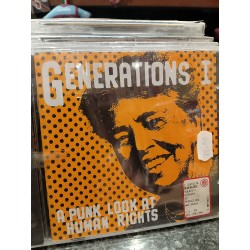 GENERATIONS I
A PUNK LOOK AT
HUMAN RIGHTS